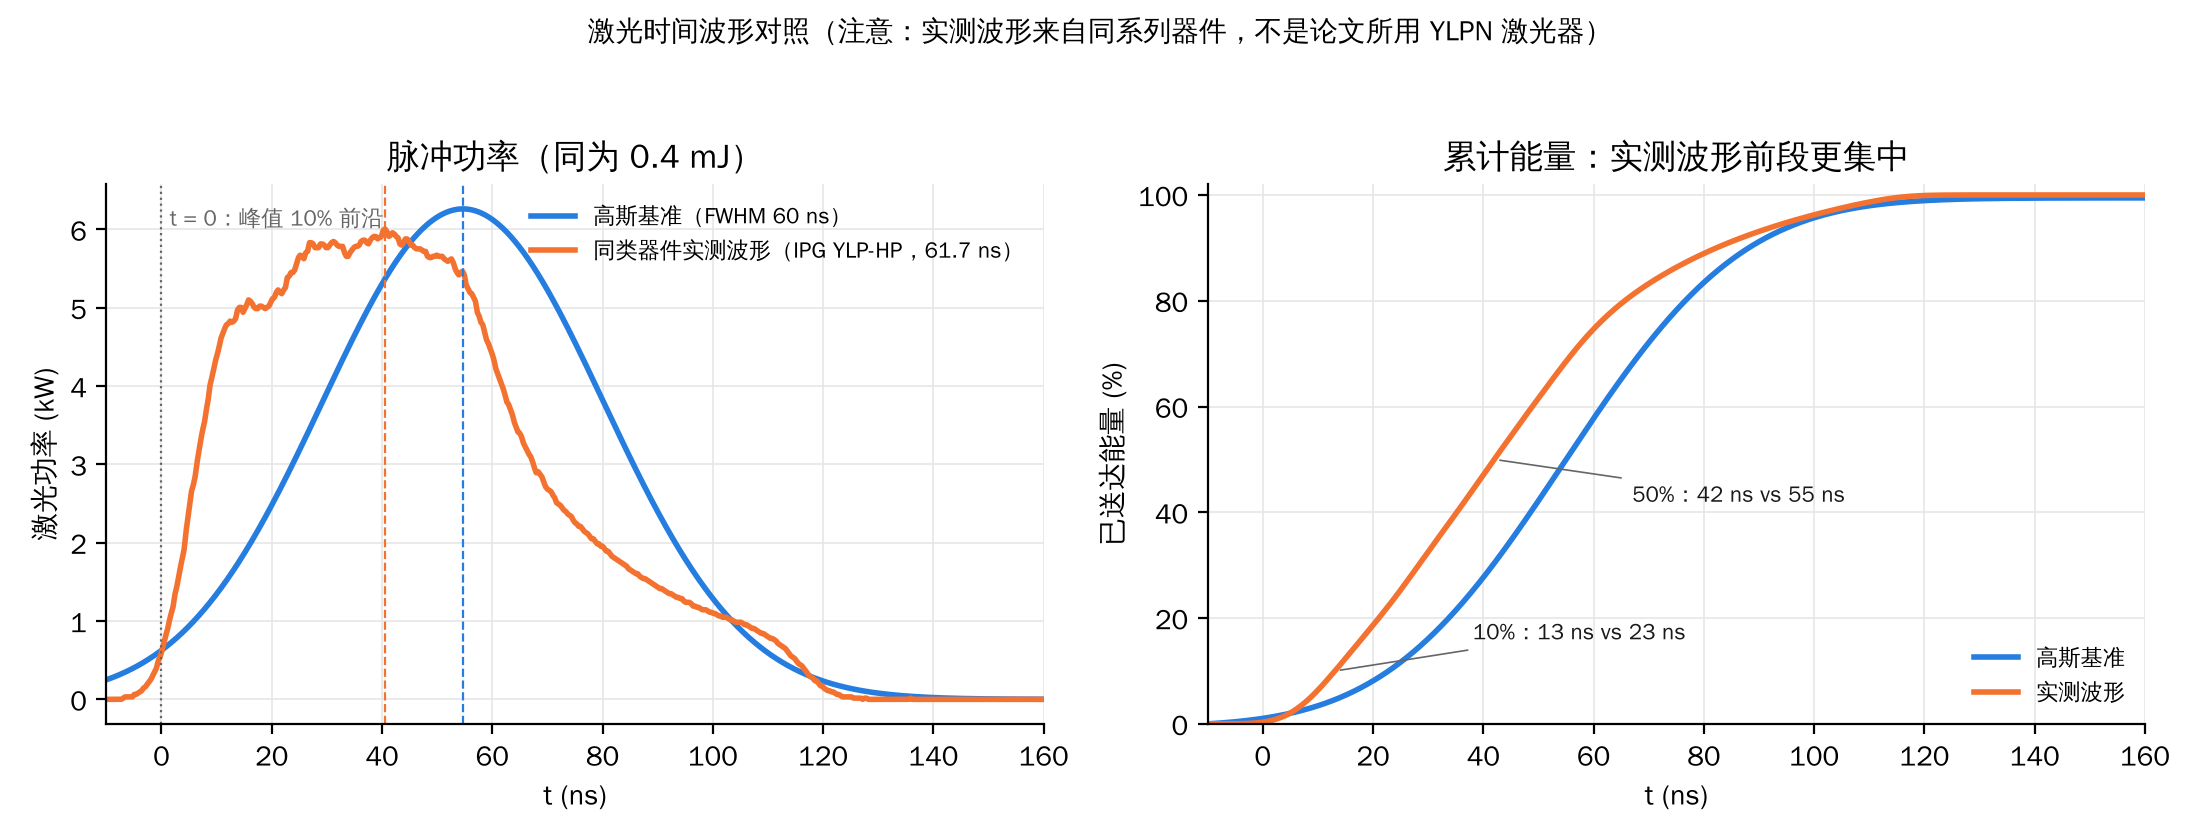 激光时间波形对照（注意：实测波形来自同系列器件，不是论文所用 YLPN 激光器）
脉冲功率（同为 0.4 mJ）
t = 0：峰值 10% 前沿
高斯基准（FWHM 60 ns）
同类器件实测波形（IPG YLP-HP，61.7 ns）
激光功率 (kW)
6
5
4
3
2
1
0
0 20 40 60 80 100 120 140 160
t (ns)
累计能量：实测波形前段更集中
已送达能量 (%)
100
80
60
40
20
0
50%：42 ns vs 55 ns
10%：13 ns vs 23 ns
高斯基准
实测波形
0 20 40 60 80 100 120 140 160
t (ns)